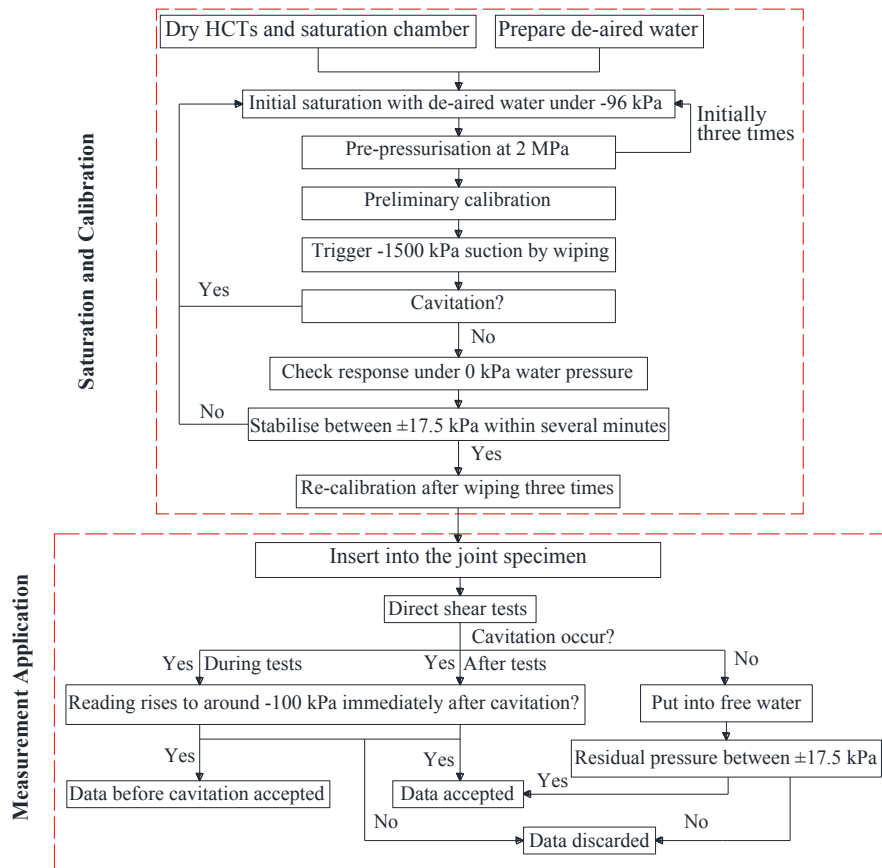 Dry HCTs and saturation chamber
Prepare de-aired water
Initial saturation with de-aired water under -96 kPa
Initially
three times
Pre-pressurisation at 2 MPa
Preliminary calibration
Trigger -1500 kPa suction by wiping
Yes
Cavitation?
No
Check response under 0 kPa water pressure
No
Stabilise between ±17.5 kPa within several minutes
Yes
Re-calibration after wiping three times
Saturation and Calibration
Insert into the joint specimen
Direct shear tests
Cavitation occur?
Yes
During tests
Yes
After tests
No
Reading rises to around -100 kPa immediately after cavitation?
Put into free water
Residual pressure between ±17.5 kPa
Yes
Yes
Yes
Data before cavitation accepted
Data accepted
No
No
Data discarded
Measurement Application